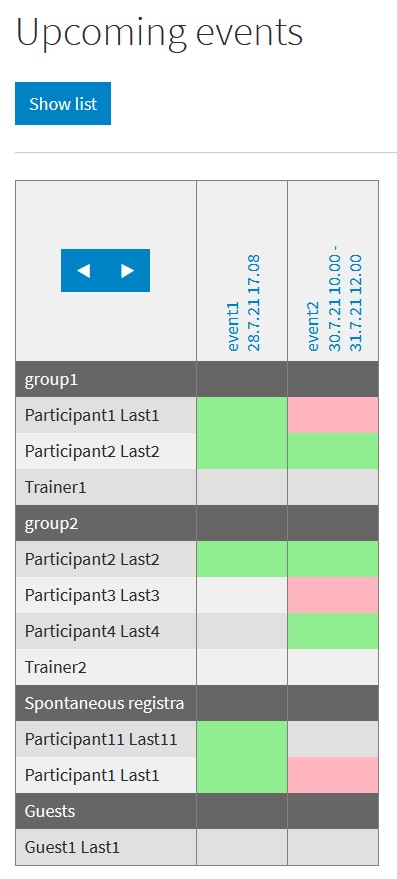 Upcoming events
Show list
event1
28.7.21 17.08
event2
30.7.21 10.00 -
31.7.21 12.00
group1
Participant1 Last1
Participant2 Last2
Trainer1
group2
Participant2 Last2
Participant3 Last3
Participant4 Last4
Trainer2
Spontaneous registra
Participant11 Last11
Participant1 Last1
Guests
Guest1 Last1